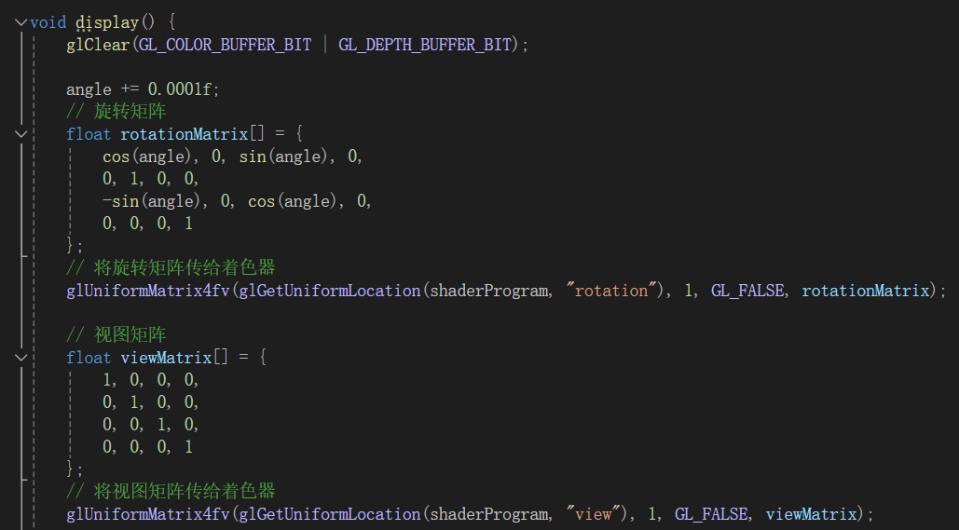 void display() {
glClear(GL_COLOR_BUFFER_BIT | GL_DEPTH_BUFFER_BIT);
angle += 0.0001f;
// 旋转矩阵
float rotationMatrix[] = {
cos(angle), 0, sin(angle), 0,
0, 1, 0, 0,
-sin(angle), 0, cos(angle), 0,
0, 0, 0, 1
};
// 将旋转矩阵传给着色器
glUniformMatrix4fv(glGetUniformLocation(shaderProgram, "rotation"), 1, GL_FALSE, rotationMatrix);
// 视图矩阵
float viewMatrix[] = {
1, 0, 0, 0,
0, 1, 0, 0,
0, 0, 1, 0,
0, 0, 0, 1
};
// 将视图矩阵传给着色器
glUniformMatrix4fv(glGetUniformLocation(shaderProgram, "view"), 1, GL_FALSE, viewMatrix);